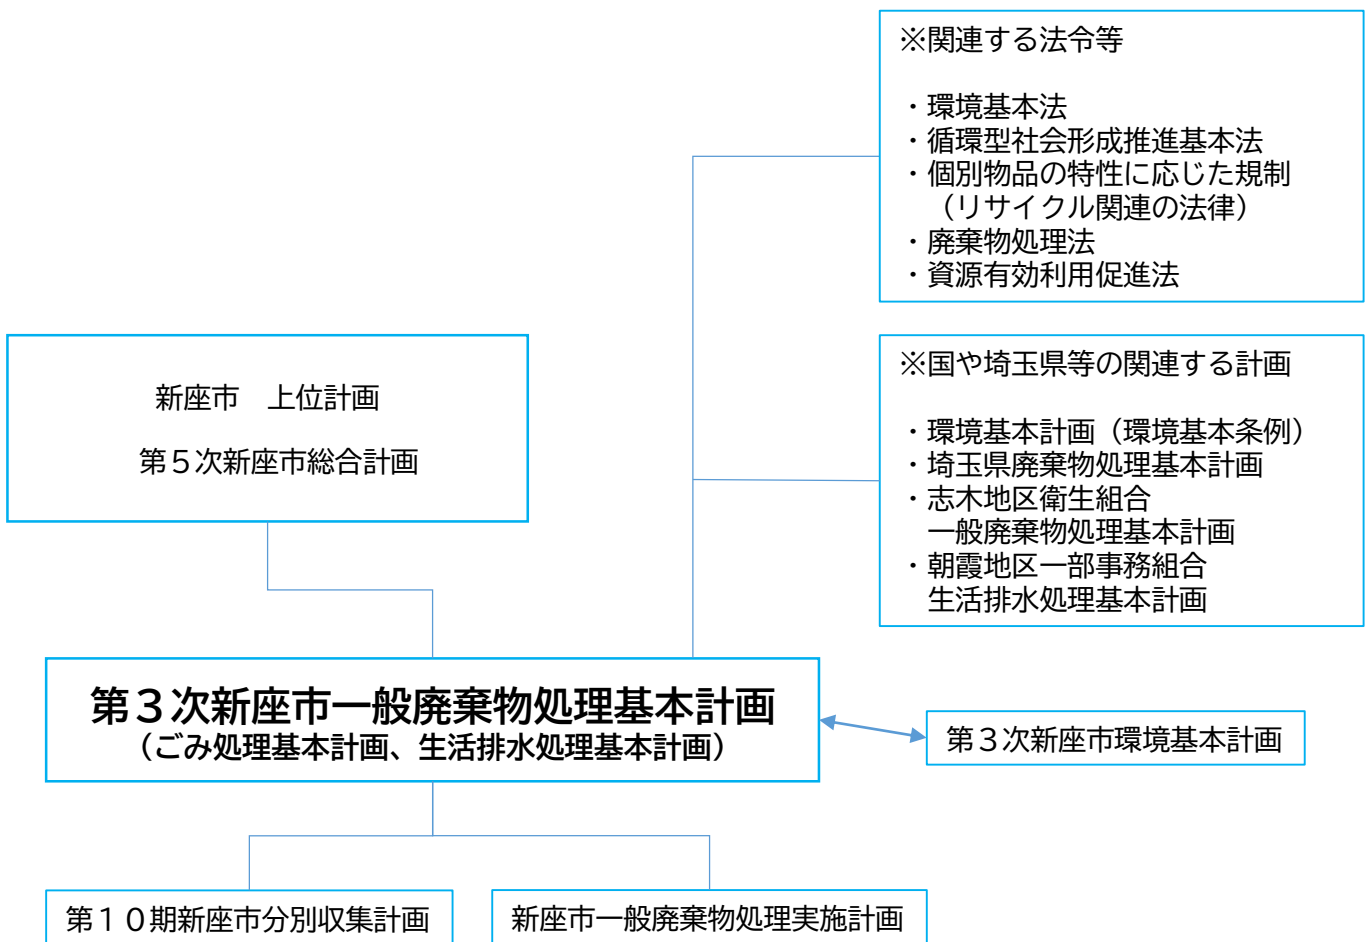 ※関連する法令等
・環境基本法
・循環型社会形成推進基本法
・個別物品の特性に応じた規制
（リサイクル関連の法律）
・廃棄物処理法
・資源有効利用促進法
新座市　上位計画
第５次新座市総合計画
※国や埼玉県等の関連する計画
・環境基本計画（環境基本条例）
・埼玉県廃棄物処理基本計画
・志木地区衛生組合
一般廃棄物処理基本計画
・朝霞地区一部事務組合
生活排水処理基本計画
第３次新座市一般廃棄物処理基本計画
（ごみ処理基本計画、生活排水処理基本計画）
第３次新座市環境基本計画
第１０期新座市分別収集計画
新座市一般廃棄物処理実施計画